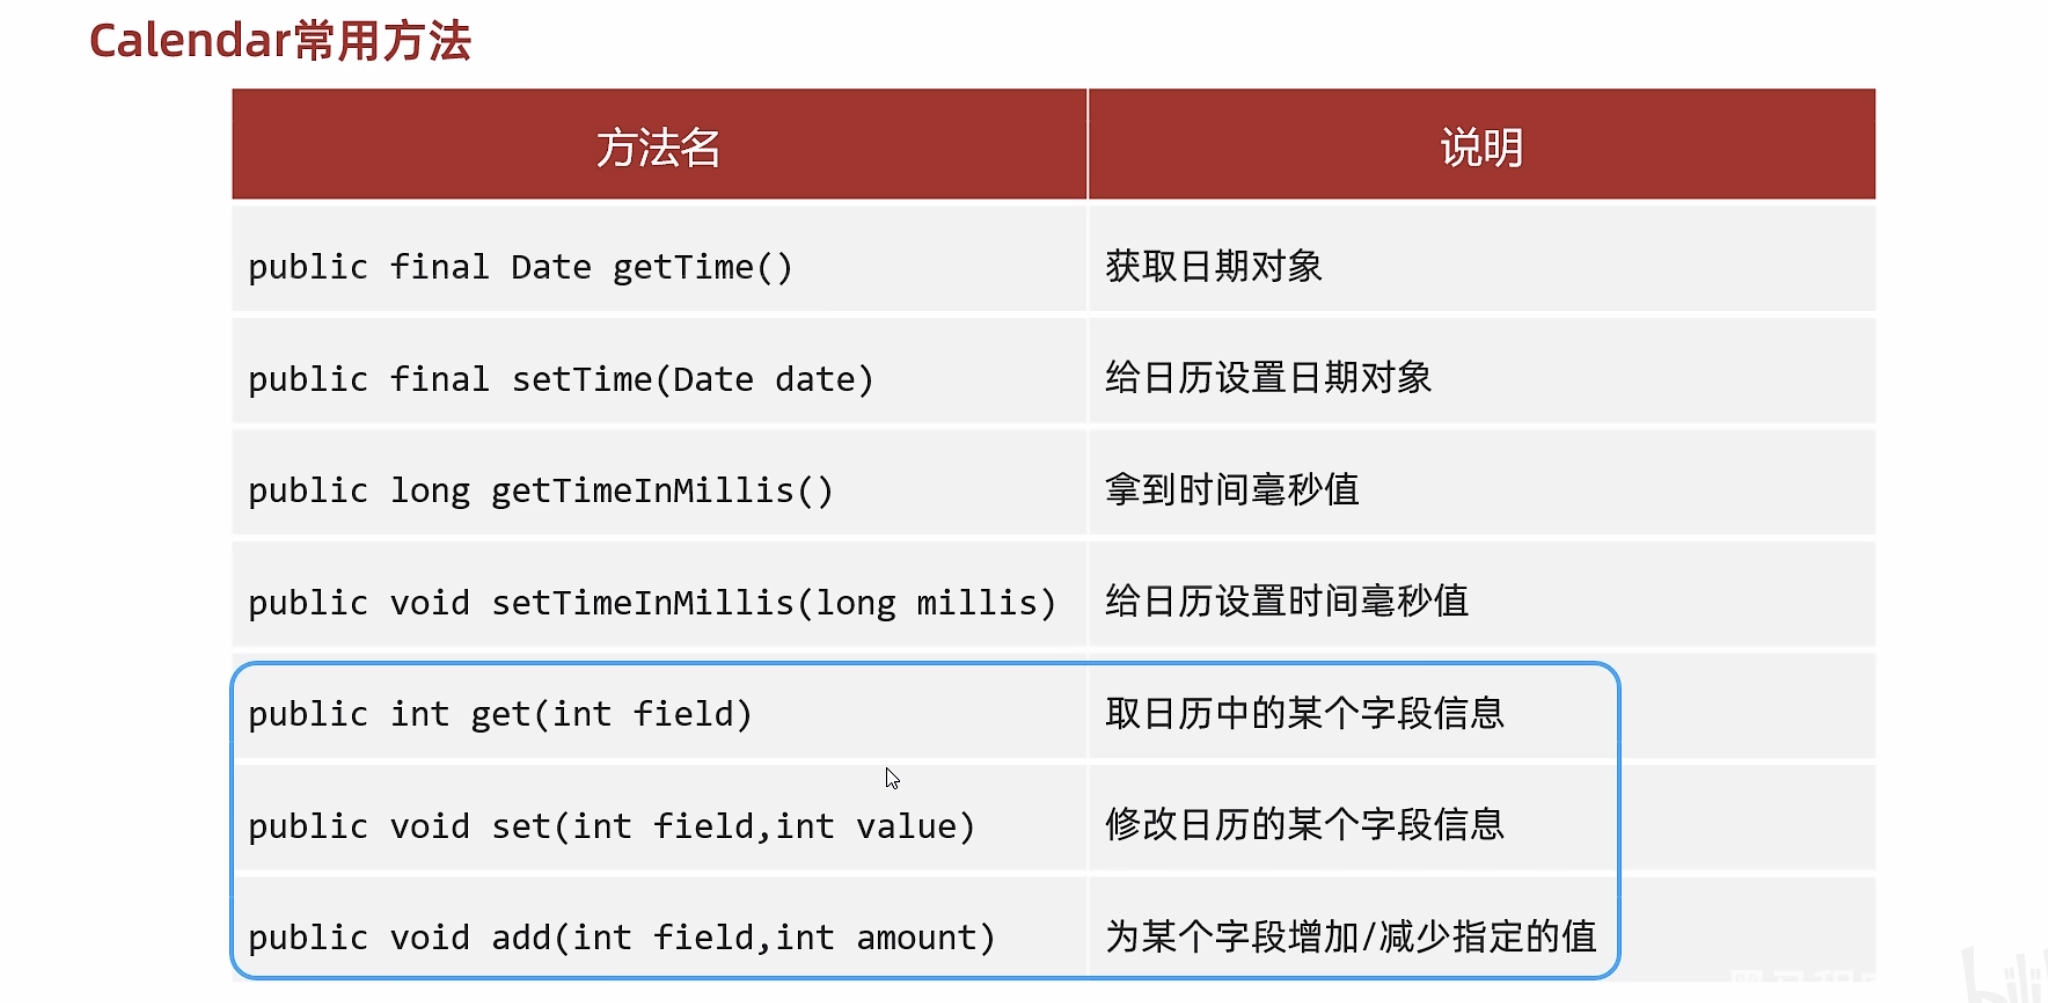 Calendar常用方法
方法名 说明
public final Date getTime() 获取日期对象
public final setTime(Date date) 给日历设置日期对象
public long getTimeInMillis() 拿到时间毫秒值
public void setTimeInMillis(long millis) 给日历设置时间毫秒值
public int get(int field) 取日历中的某个字段信息
public void set(int field,int value) 修改日历的某个字段信息
public void add(int field,int amount) 为某个字段增加/减少指定的值